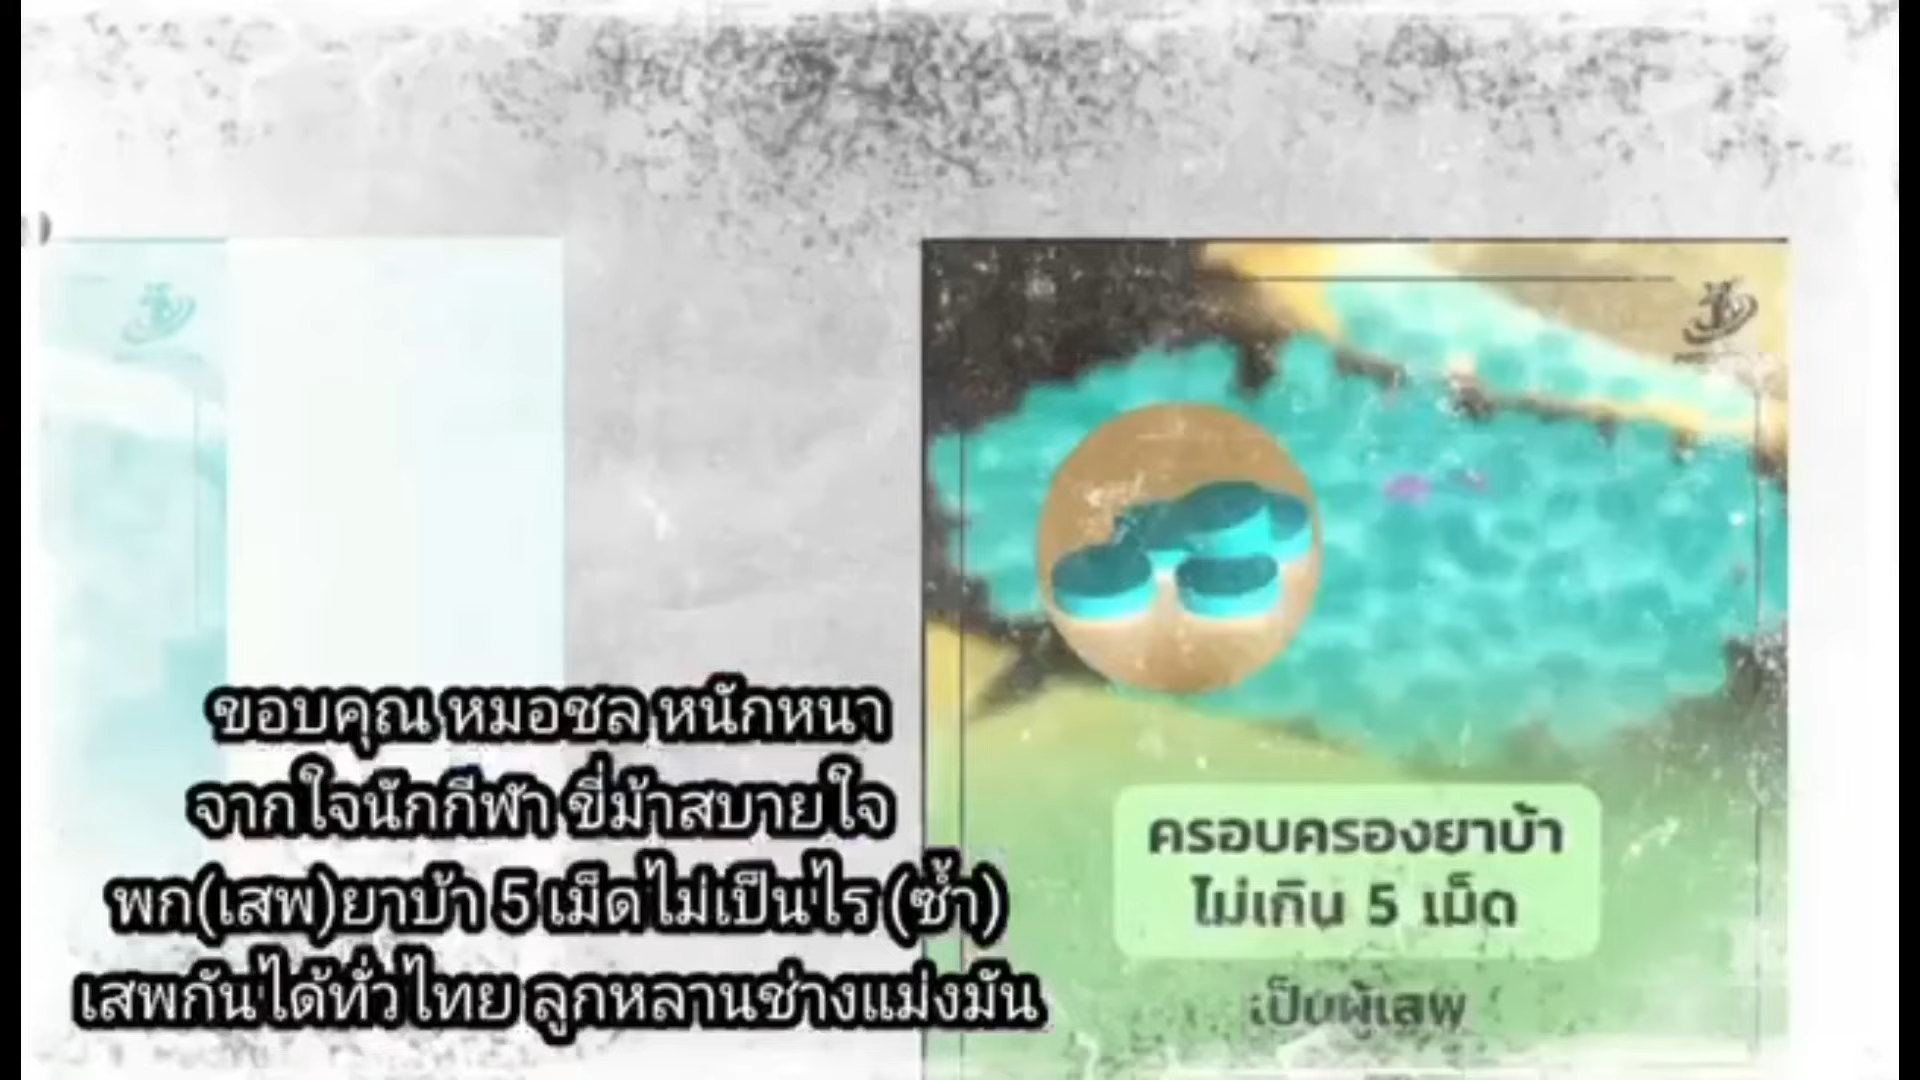 ขอบคุณ หมอชล หนักหนา
จากใจนักกีฬา ขี่ม้าสบายใจ
พก(เสพ)ยาบ้า 5 เม็ดไม่เป็นไร (ซ้ำ)
เสพกันได้ทั่วไทย ลูกหลานช่างแม่งมัน
ครอบครองยาบ้า
ไม่เกิน 5 เม็ด
เป็นผู้เสพ